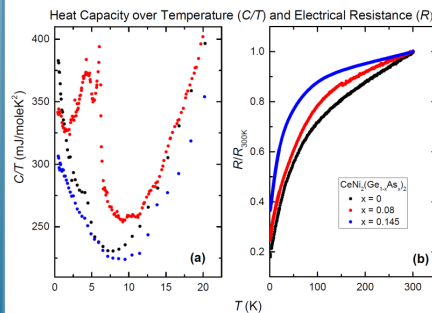 Heat Capacity over Temperature (C/T) and Electrical Resistance (R)
C/T (mJ/moleK²)
400
350
300
250
0 5 10 15 20
(a)
R/R300K
1.0
0.8
0.6
0.4
0.2
0 100 200 300
CeNi₂(Ge₁₋ₓAsₓ)₂
x = 0
x = 0.08
x = 0.145
(b)
T (K)